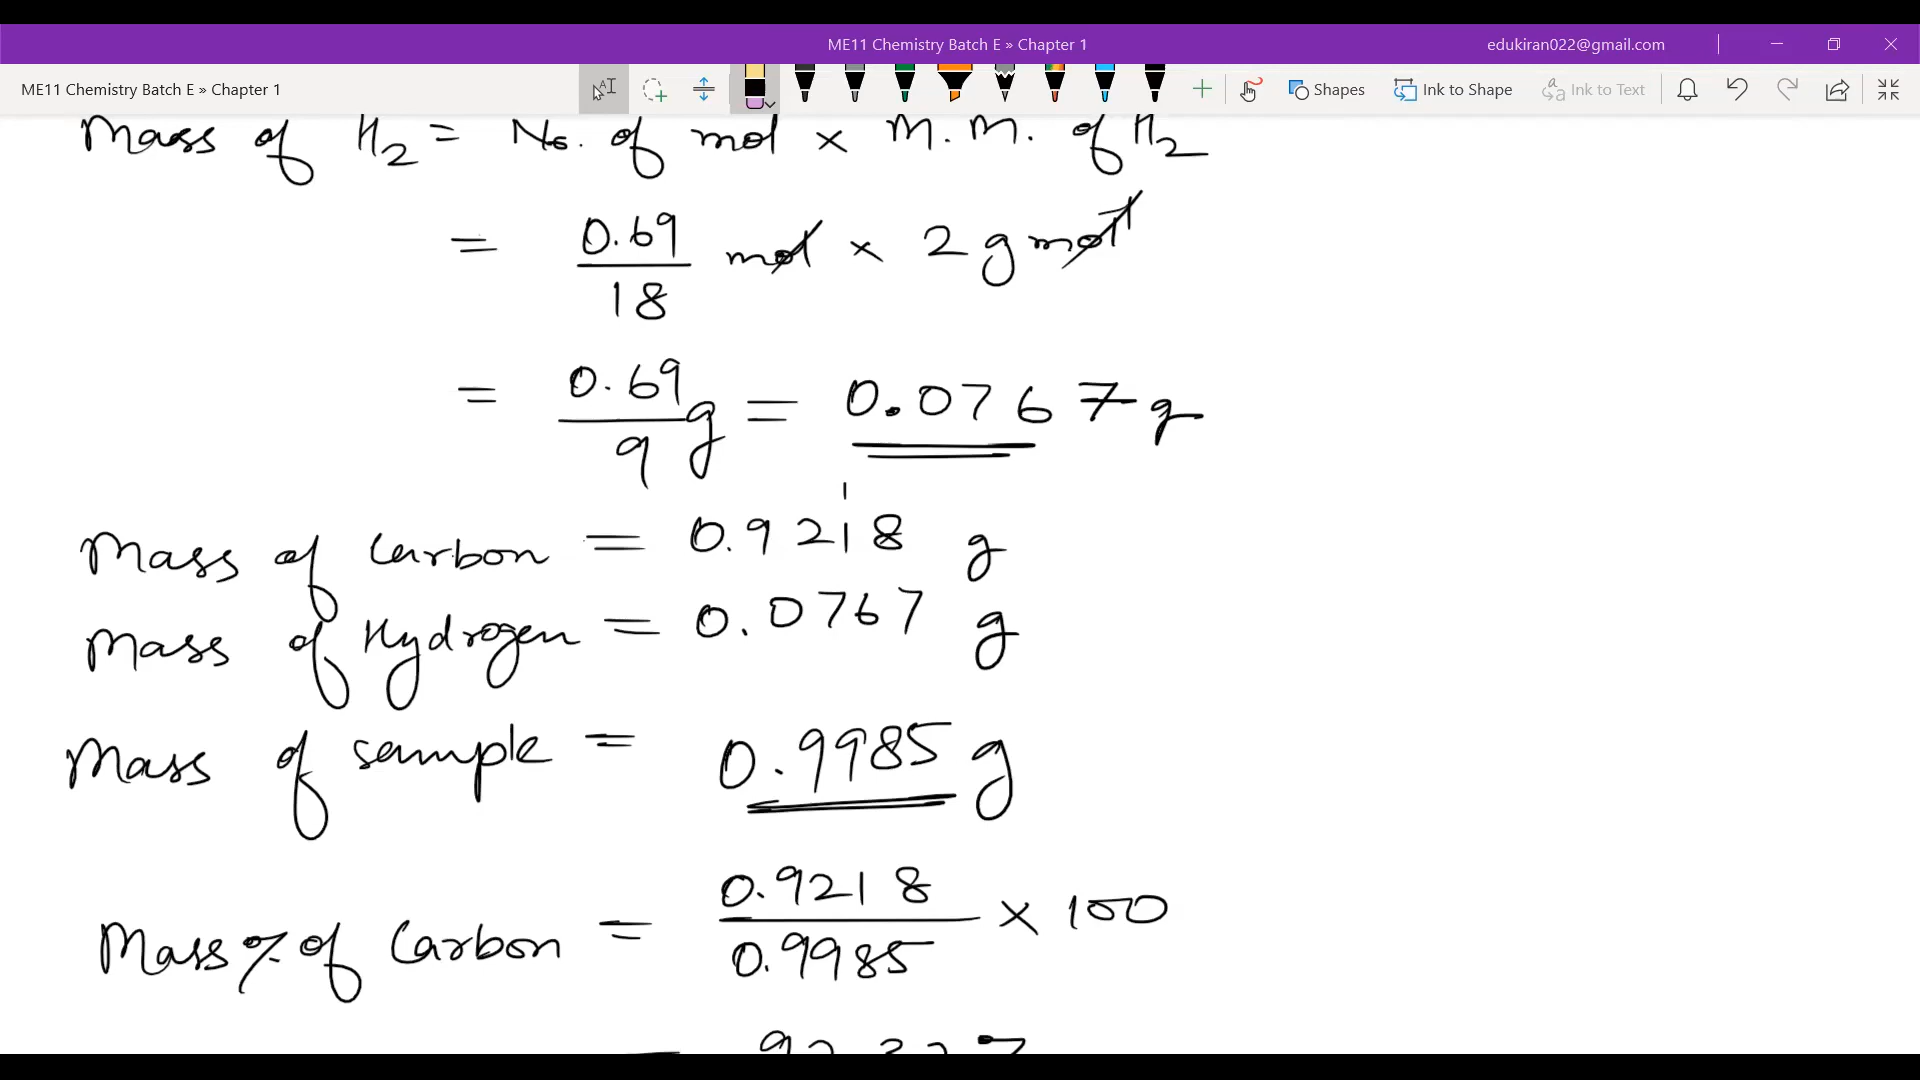 ME11 Chemistry Batch E » Chapter 1
edukiran022@gmail.com
ME11 Chemistry Batch E » Chapter 1
Shapes
Ink to Shape
Ink to Text
Mass of H₂ = No. of mol × M.M. of H₂
= 0.69/18 mol × 2 g mol⁻¹
= 0.69/9 g = 0.0767 g
Mass of Carbon = 0.9218 g
Mass of Hydrogen = 0.0767 g
Mass of sample = 0.9985 g
Mass % of Carbon = 0.9218/0.9985 × 100